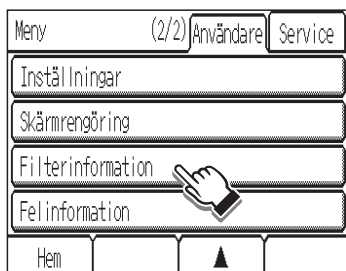 Meny (2/2) Användare Service
Inställningar
Skärmrengöring
Filterinformation
Felinformation
Hem ▲